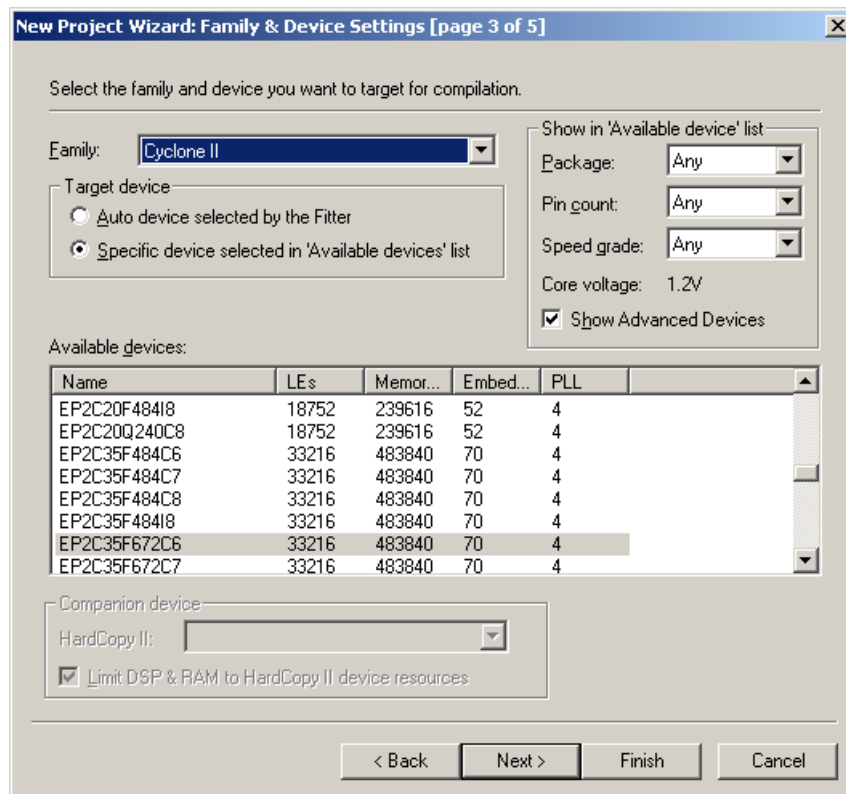 New Project Wizard: Family & Device Settings [page 3 of 5]
Select the family and device you want to target for compilation.
Family: Cyclone II
Target device
Auto device selected by the Fitter
Specific device selected in 'Available devices' list
Show in 'Available device' list
Package: Any
Pin count: Any
Speed grade: Any
Core voltage: 1.2V
Show Advanced Devices
Available devices:
Name LEs Memor... Embed... PLL
EP2C20F484I8 18752 239616 52 4
EP2C20Q240C8 18752 239616 52 4
EP2C35F484C6 33216 483840 70 4
EP2C35F484C7 33216 483840 70 4
EP2C35F484C8 33216 483840 70 4
EP2C35F484I8 33216 483840 70 4
EP2C35F672C6 33216 483840 70 4
EP2C35F672C7 33216 483840 70 4
Companion device
HardCopy II:
Limit DSP & RAM to HardCopy II device resources
< Back Next > Finish Cancel